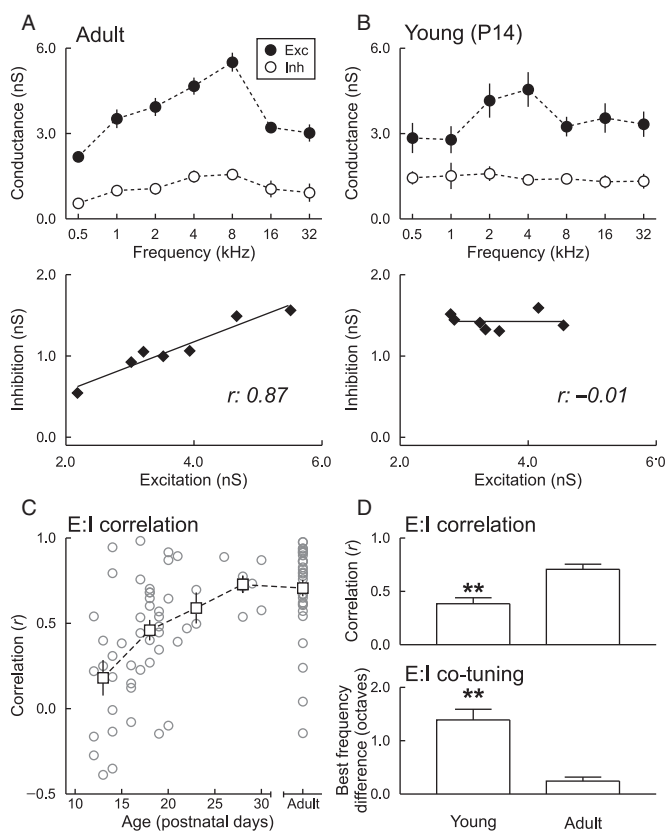 A
Adult
Exc
Inh
Conductance (nS)
6.0
3.0
0.0
0.5 1 2 4 8 16 32
Frequency (kHz)
Inhibition (nS)
2.0
1.0
0.0
r: 0.87
2.0 4.0 6.0
Excitation (nS)
B
Young (P14)
Conductance (nS)
6.0
3.0
0.0
0.5 1 2 4 8 16 32
Frequency (kHz)
Inhibition (nS)
2.0
1.0
0.0
r: –0.01
2.0 4.0 6·0
Excitation (nS)
C
E:I correlation
Correlation (r)
1.0
0.5
0.0
–0.5
10 15 20 25 30 Adult
Age (postnatal days)
D
E:I correlation
Correlation (r)
1.0
0.5
0.0
**
E:I co-tuning
Best frequency
difference (octaves)
2.0
1.0
0.0
**
Young Adult